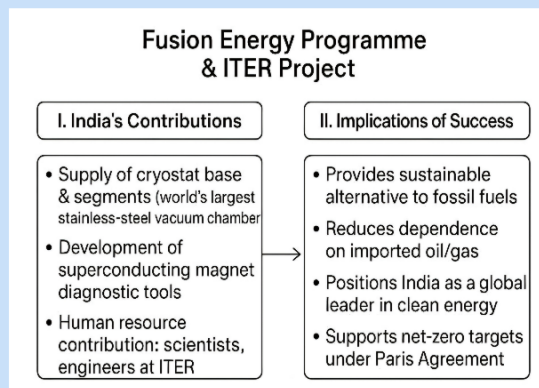 Fusion Energy Programme
& ITER Project
I. India's Contributions
• Supply of cryostat base
& segments (world's largest
stainless-steel vacuum chamber
• Development of
superconducting magnet
diagnostic tools
• Human resource
contribution: scientists,
engineers at ITER
II. Implications of Success
• Provides sustainable
alternative to fossil fuels
• Reduces dependence
on imported oil/gas
• Positions India as a global
leader in clean energy
• Supports net-zero targets
under Paris Agreement